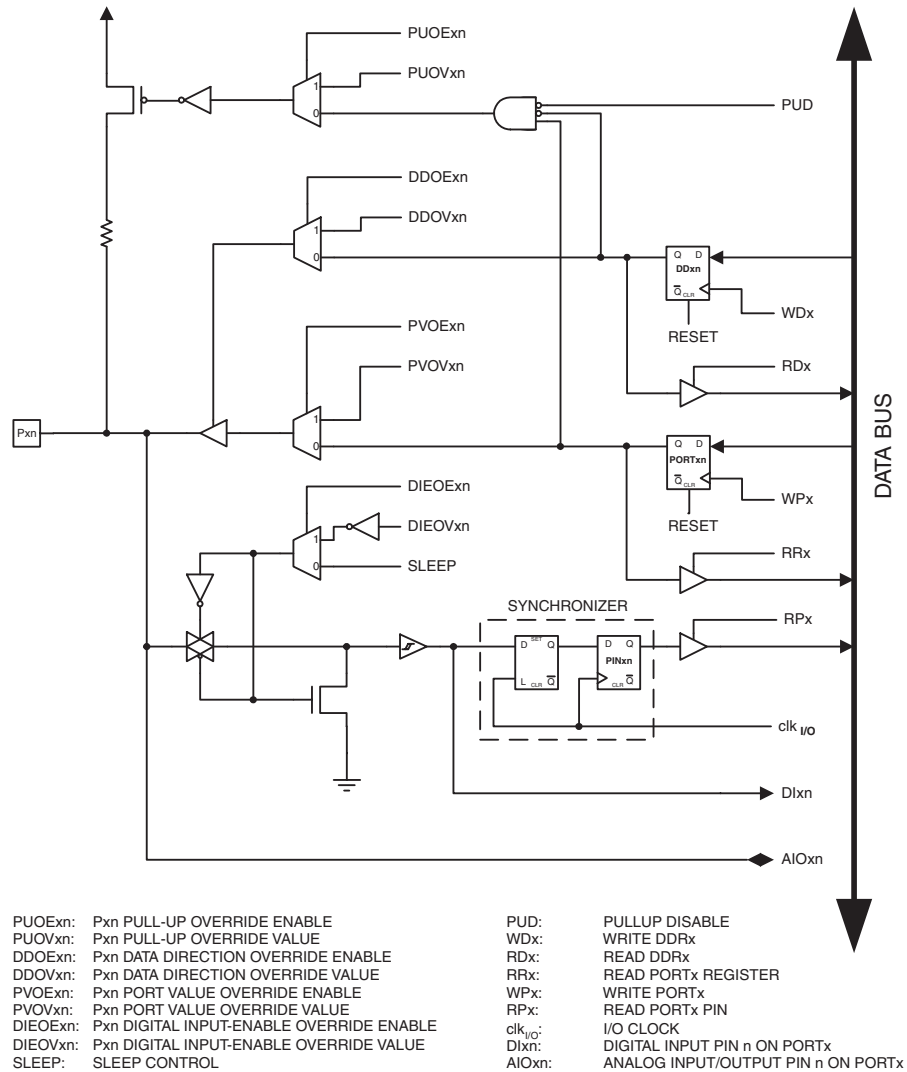 PUOExn
PUOVxn
1
0
PUD
DDOExn
DDOVxn
1
0
Q D
DDxn
Q CLR
WDx
RESET
RDx
PVOExn
PVOVxn
1
0
Pxn
Q D
PORTxn
Q CLR
WPx
RESET
RRx
DATA BUS
DIEOExn
DIEOVxn
1
0
SLEEP
SYNCHRONIZER
RPx
SET
D Q
L CLR Q
D Q
PINxn
CLR Q
clk I/O
DIxn
AIOxn
PUOExn: Pxn PULL-UP OVERRIDE ENABLE
PUOVxn: Pxn PULL-UP OVERRIDE VALUE
DDOExn: Pxn DATA DIRECTION OVERRIDE ENABLE
DDOVxn: Pxn DATA DIRECTION OVERRIDE VALUE
PVOExn: Pxn PORT VALUE OVERRIDE ENABLE
PVOVxn: Pxn PORT VALUE OVERRIDE VALUE
DIEOExn: Pxn DIGITAL INPUT-ENABLE OVERRIDE ENABLE
DIEOVxn: Pxn DIGITAL INPUT-ENABLE OVERRIDE VALUE
SLEEP: SLEEP CONTROL
PUD: PULLUP DISABLE
WDx: WRITE DDRx
RDx: READ DDRx
RRx: READ PORTx REGISTER
WPx: WRITE PORTx
RPx: READ PORTx PIN
clkI/O: I/O CLOCK
DIxn: DIGITAL INPUT PIN n ON PORTx
AIOxn: ANALOG INPUT/OUTPUT PIN n ON PORTx